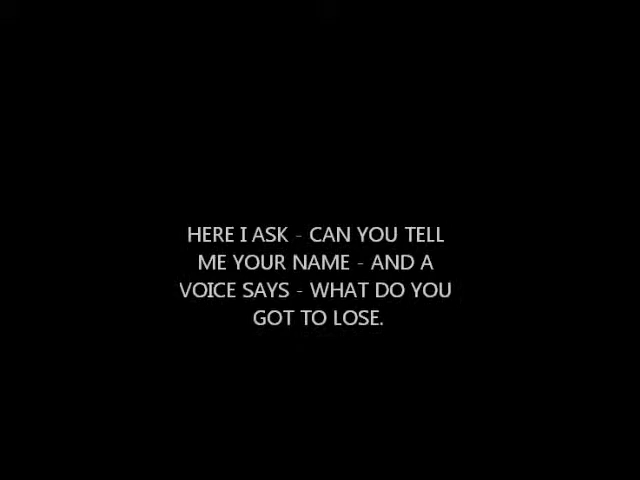 HERE I ASK - CAN YOU TELL
ME YOUR NAME - AND A
VOICE SAYS - WHAT DO YOU
GOT TO LOSE.